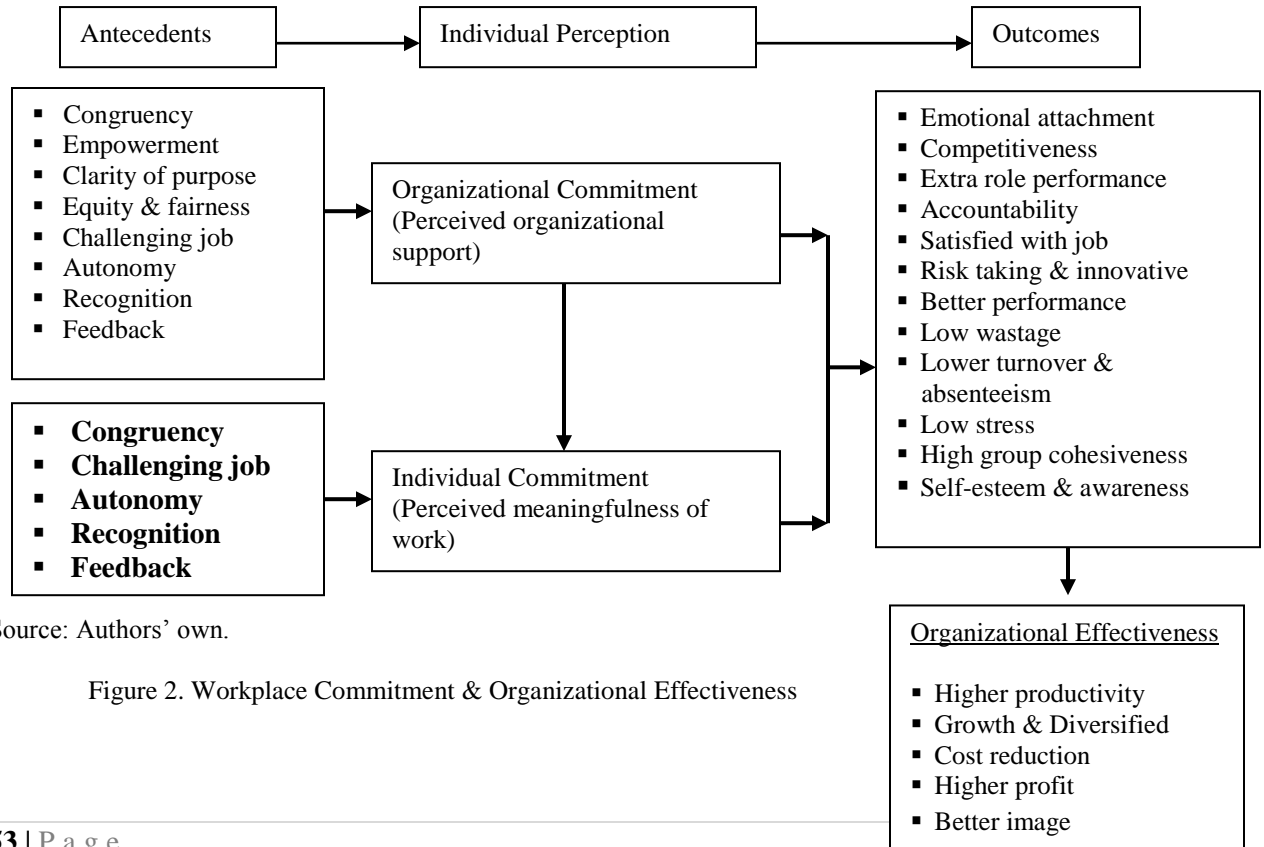 Antecedents
Individual Perception
Outcomes
▪ Congruency
▪ Empowerment
▪ Clarity of purpose
▪ Equity & fairness
▪ Challenging job
▪ Autonomy
▪ Recognition
▪ Feedback
Organizational Commitment
(Perceived organizational
support)
▪ Congruency
▪ Challenging job
▪ Autonomy
▪ Recognition
▪ Feedback
Individual Commitment
(Perceived meaningfulness of
work)
▪ Emotional attachment
▪ Competitiveness
▪ Extra role performance
▪ Accountability
▪ Satisfied with job
▪ Risk taking & innovative
▪ Better performance
▪ Low wastage
▪ Lower turnover &
absenteeism
▪ Low stress
▪ High group cohesiveness
▪ Self-esteem & awareness
Organizational Effectiveness
▪ Higher productivity
▪ Growth & Diversified
▪ Cost reduction
▪ Higher profit
▪ Better image
Source: Authors’ own.
Figure 2. Workplace Commitment & Organizational Effectiveness
3 | P a g e